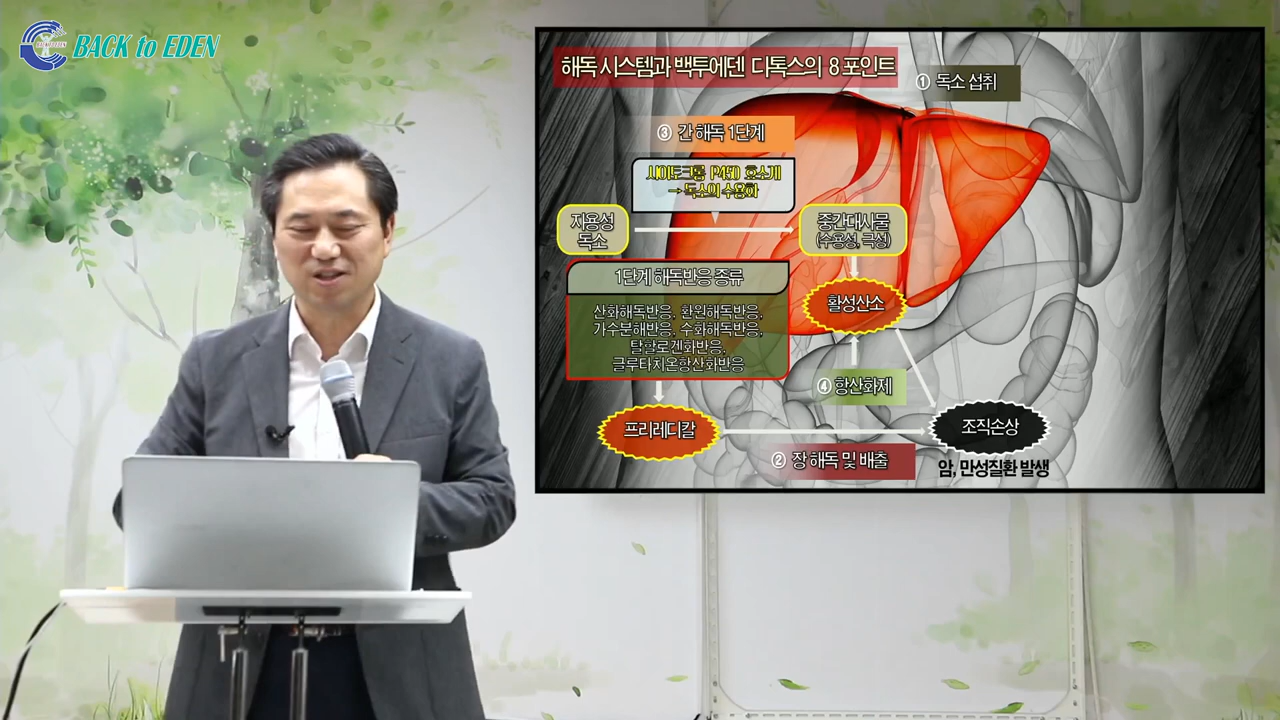 BACK to EDEN
해독 시스템과 백투에덴 디톡스의 8 포인트
① 독소 섭취
③ 간 해독 1단계
사이토크롬 P450 효소계
→ 독소의 수용화
지용성
독소
중간대사물
(수용성, 극성)
1단계 해독반응 종류
산화해독반응, 환원해독반응,
가수분해반응, 수화해독반응,
탈할로겐화반응,
글루타치온항산화반응
활성산소
④ 항산화제
프리레디칼
조직손상
② 장 해독 및 배출
암, 만성질환 발생